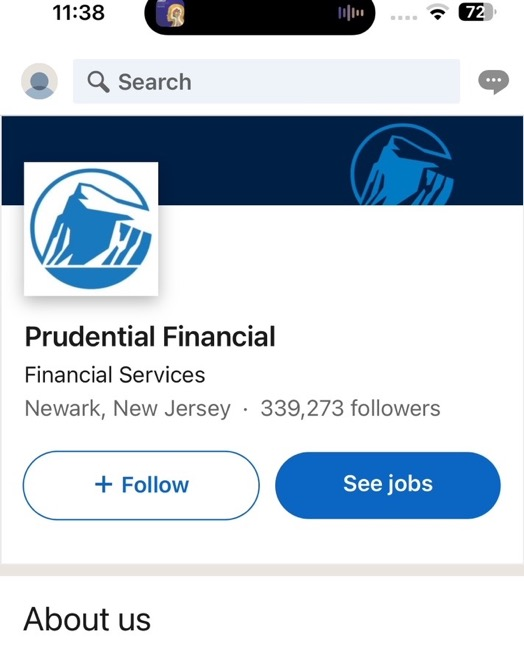 11:38
72
Search
Prudential Financial
Financial Services
Newark, New Jersey · 339,273 followers
+ Follow
See jobs
About us